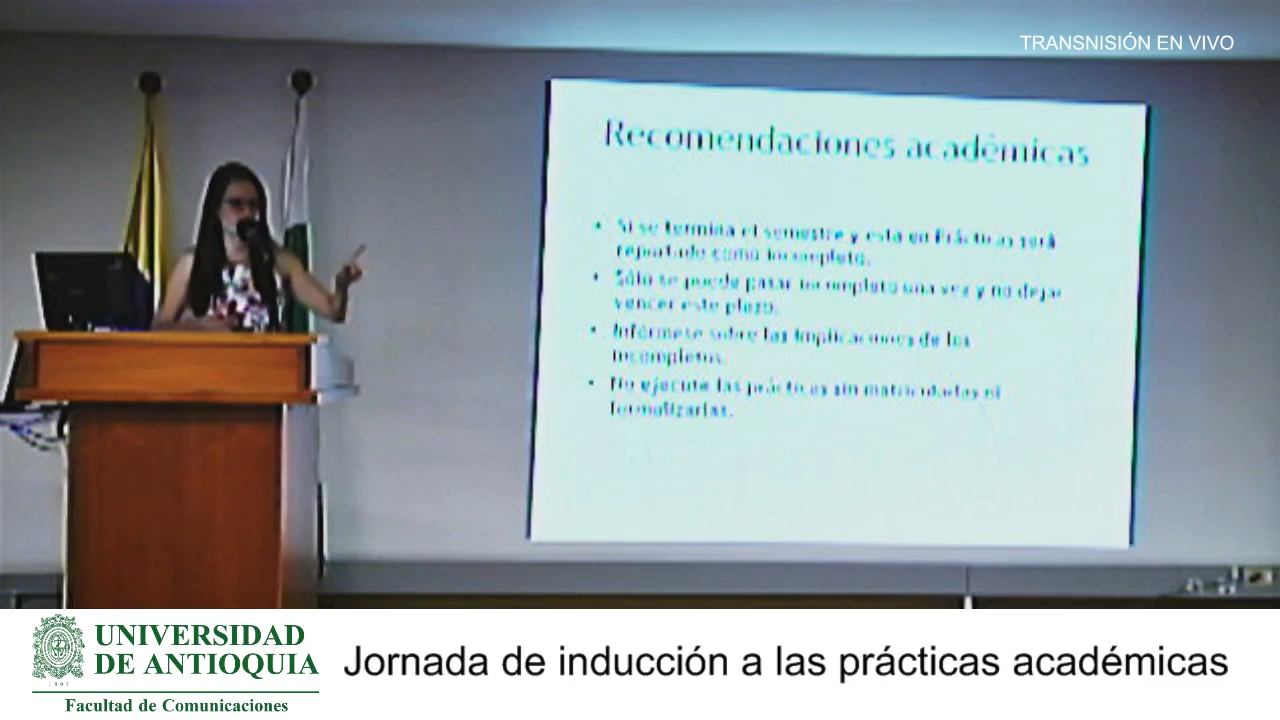 TRANSNISIÓN EN VIVO
Recomendaciones académicas
• Si se termina el semestre y está en Prácticas será
reportado como incompleto.
• Sólo se puede pasar incompleto una vez y no dejar
vencer este plazo.
• Infórmese sobre las implicaciones de los
incompletos.
• No ejecute las prácticas sin matricularlas ni
formalizarlas.
UNIVERSIDAD
DE ANTIOQUIA
1803
Facultad de Comunicaciones
Jornada de inducción a las prácticas académicas